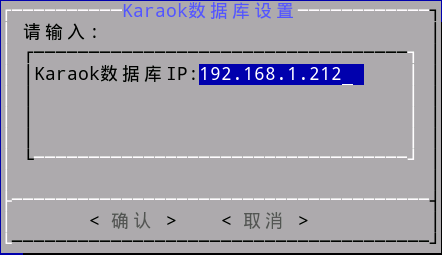 Karaok数据库设置
请输入:
Karaok数据库IP:192.168.1.212_
< 确认 > < 取消 >